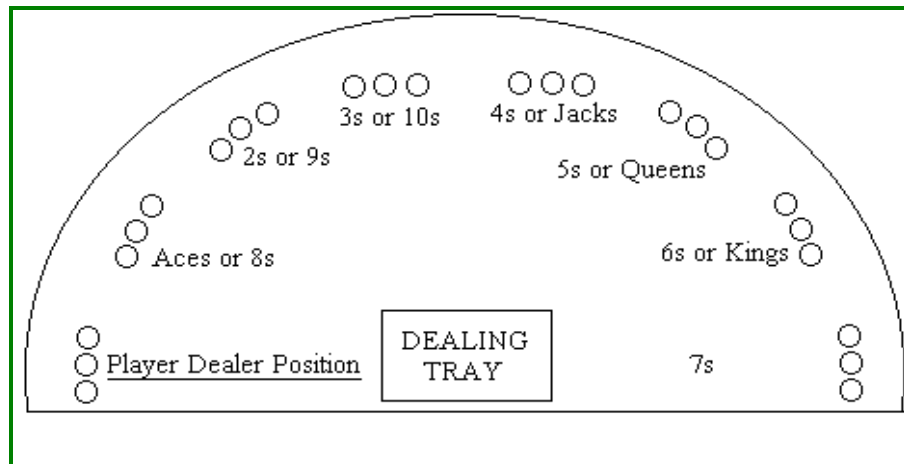 3s or 10s
4s or Jacks
2s or 9s
5s or Queens
Aces or 8s
6s or Kings
Player Dealer Position
DEALING
TRAY
7s